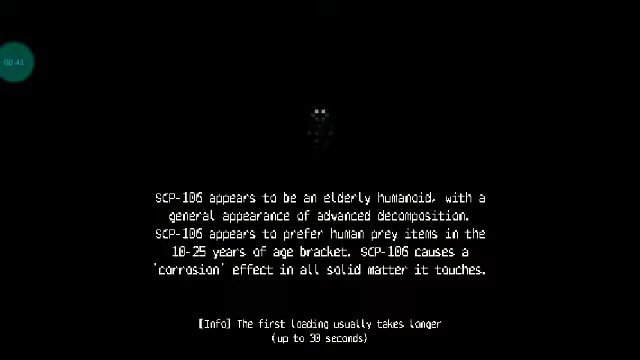 00:41
SCP-106 appears to be an elderly humanoid, with a
general appearance of advanced decomposition.
SCP-106 appears to prefer human prey items in the
10-25 years of age bracket. SCP-106 causes a
'corrosion' effect in all solid matter it touches.
[Info] The first loading usually takes longer
(up to 30 seconds)